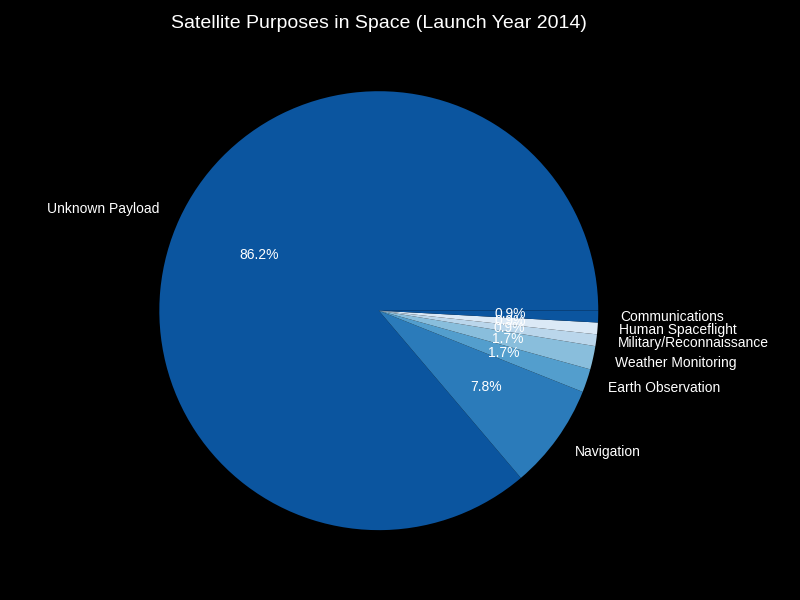 Satellite Purposes in Space (Launch Year 2014)
Unknown Payload
86.2%
0.9%
Communications
Human Spaceflight
0.9%
Military/Reconnaissance
1.7%
Weather Monitoring
1.7%
Earth Observation
7.8%
Navigation